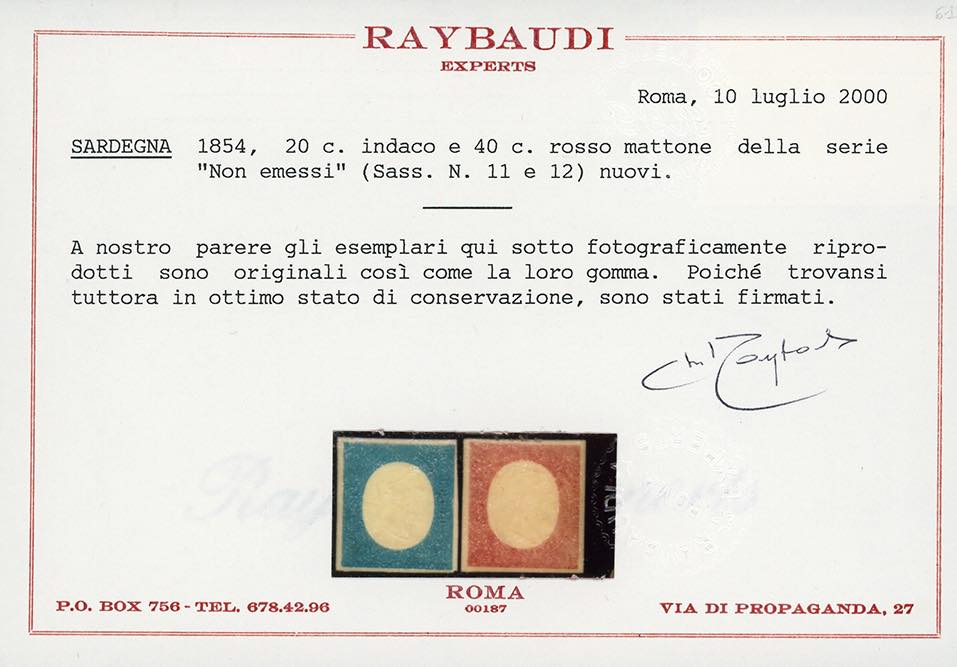 RAYBAUDI
EXPERTS
Roma, 10 luglio 2000
SARDEGNA 1854, 20 c. indaco e 40 c. rosso mattone della serie
"Non emessi" (Sass. N. 11 e 12) nuovi.
A nostro parere gli esemplari qui sotto fotograficamente ripro-
dotti sono originali così come la loro gomma. Poiché trovansi
tuttora in ottimo stato di conservazione, sono stati firmati.
ROMA
00187
P.O. BOX 756 - TEL. 678.42.96
VIA DI PROPAGANDA, 27